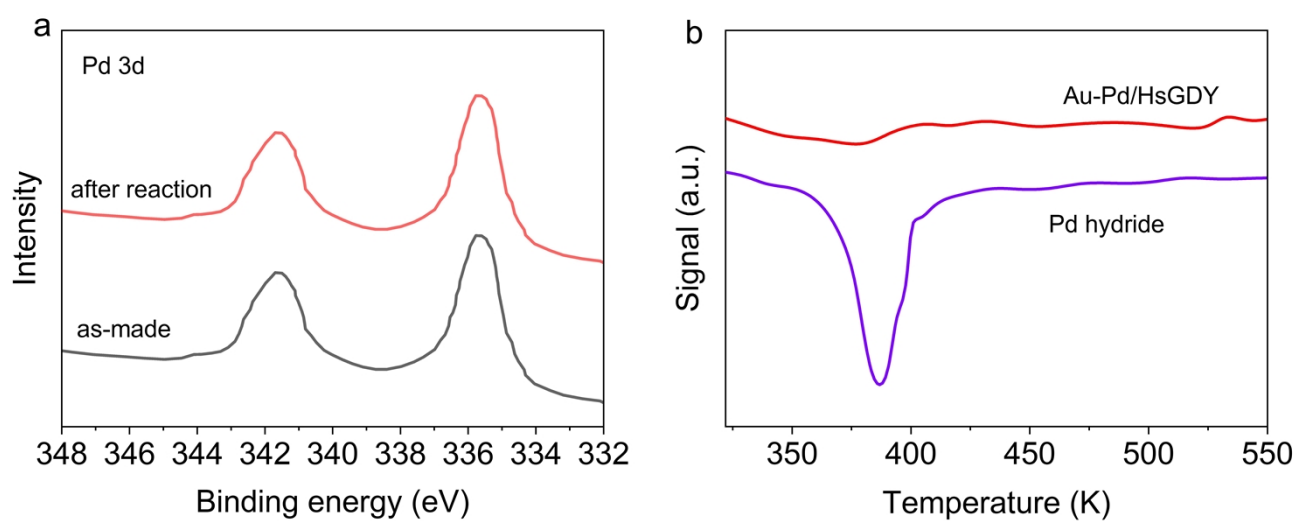 a
Pd 3d
after reaction
as-made
Intensity
348 346 344 342 340 338 336 334 332
Binding energy (eV)
b
Au-Pd/HsGDY
Pd hydride
Signal (a.u.)
350 400 450 500 550
Temperature (K)